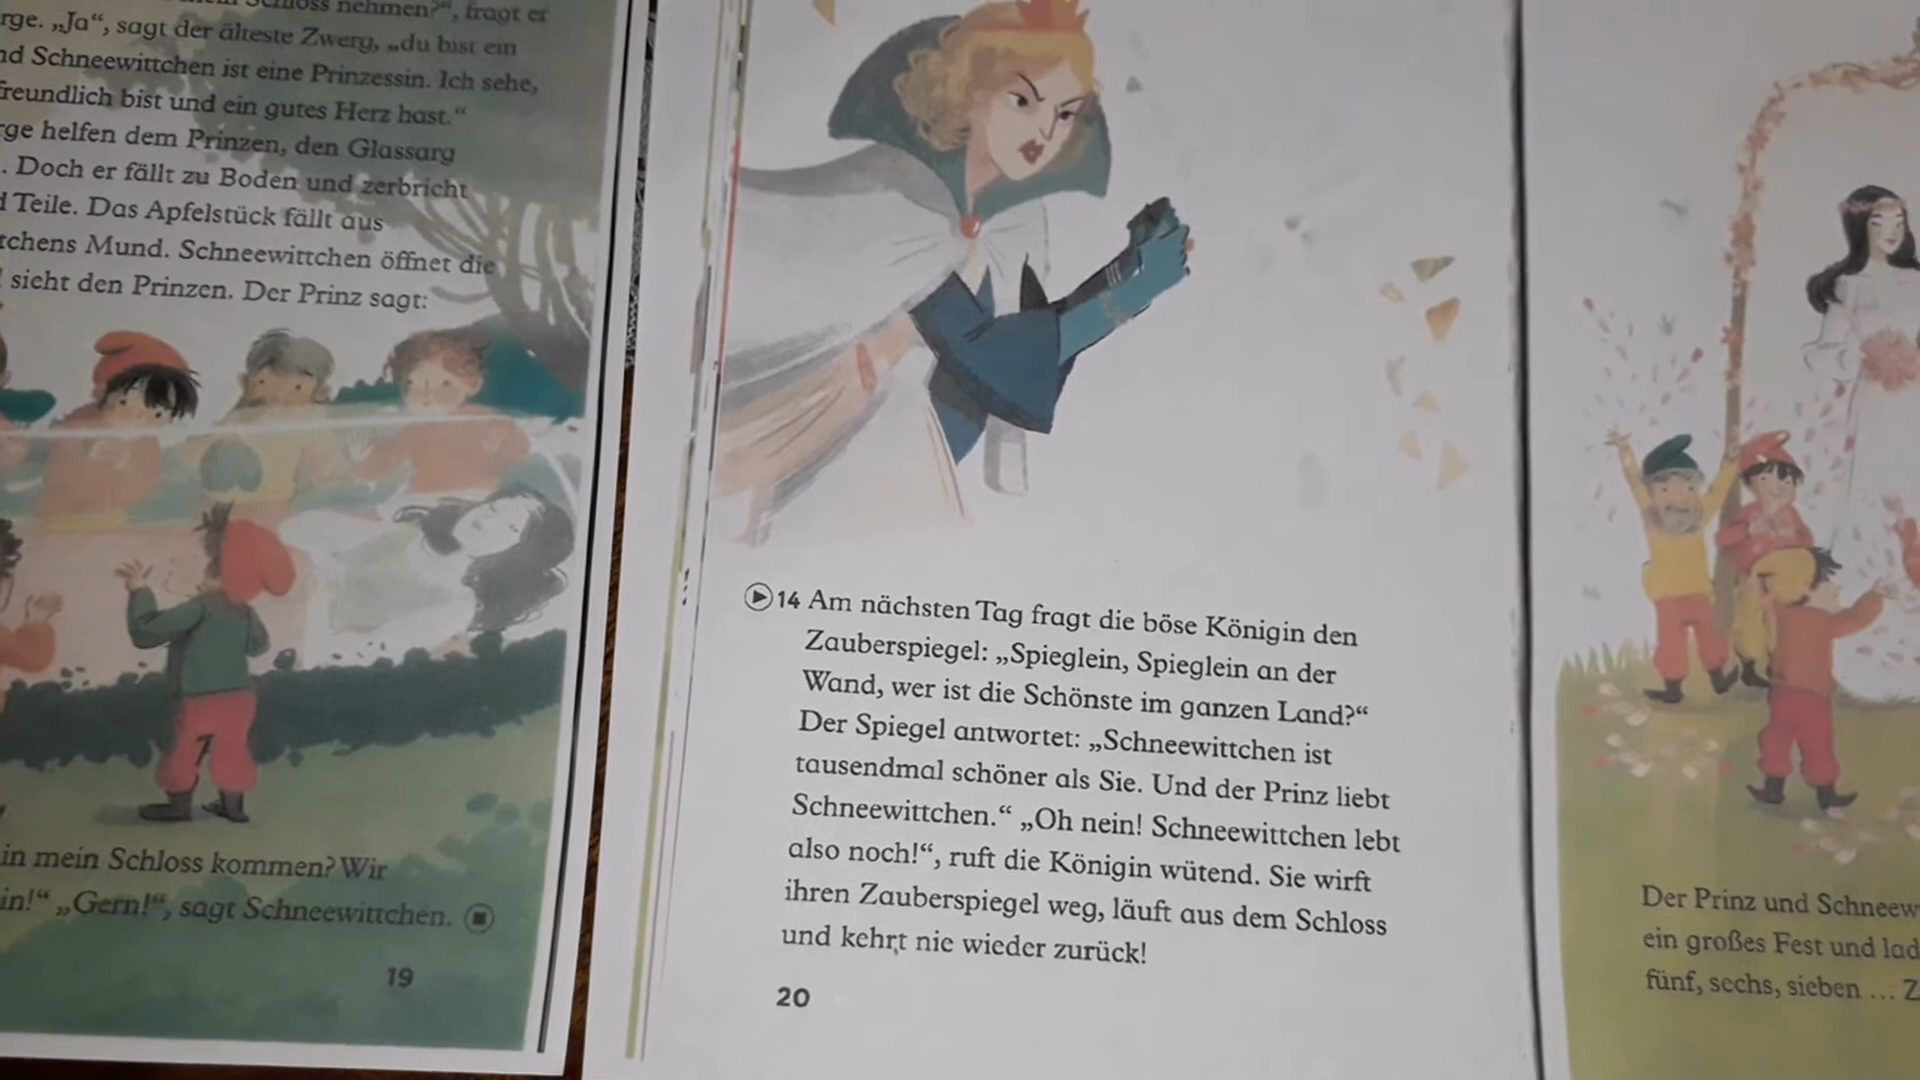 Schloss nehmen?“, fragt er
rge. „Ja“, sagt der älteste Zwerg, „du bist ein
nd Schneewittchen ist eine Prinzessin. Ich sehe,
freundlich bist und ein gutes Herz hast.“
rge helfen dem Prinzen, den Glassarg
. Doch er fällt zu Boden und zerbricht
d Teile. Das Apfelstück fällt aus
tchens Mund. Schneewittchen öffnet die
sieht den Prinzen. Der Prinz sagt:
in mein Schloss kommen? Wir
in!“ „Gern!“, sagt Schneewittchen.
19
14 Am nächsten Tag fragt die böse Königin den
Zauberspiegel: „Spieglein, Spieglein an der
Wand, wer ist die Schönste im ganzen Land?“
Der Spiegel antwortet: „Schneewittchen ist
tausendmal schöner als Sie. Und der Prinz liebt
Schneewittchen.“ „Oh nein! Schneewittchen lebt
also noch!“, ruft die Königin wütend. Sie wirft
ihren Zauberspiegel weg, läuft aus dem Schloss
und kehrt nie wieder zurück!
20
Der Prinz und Schneew
ein großes Fest und lad
fünf, sechs, sieben ... Z